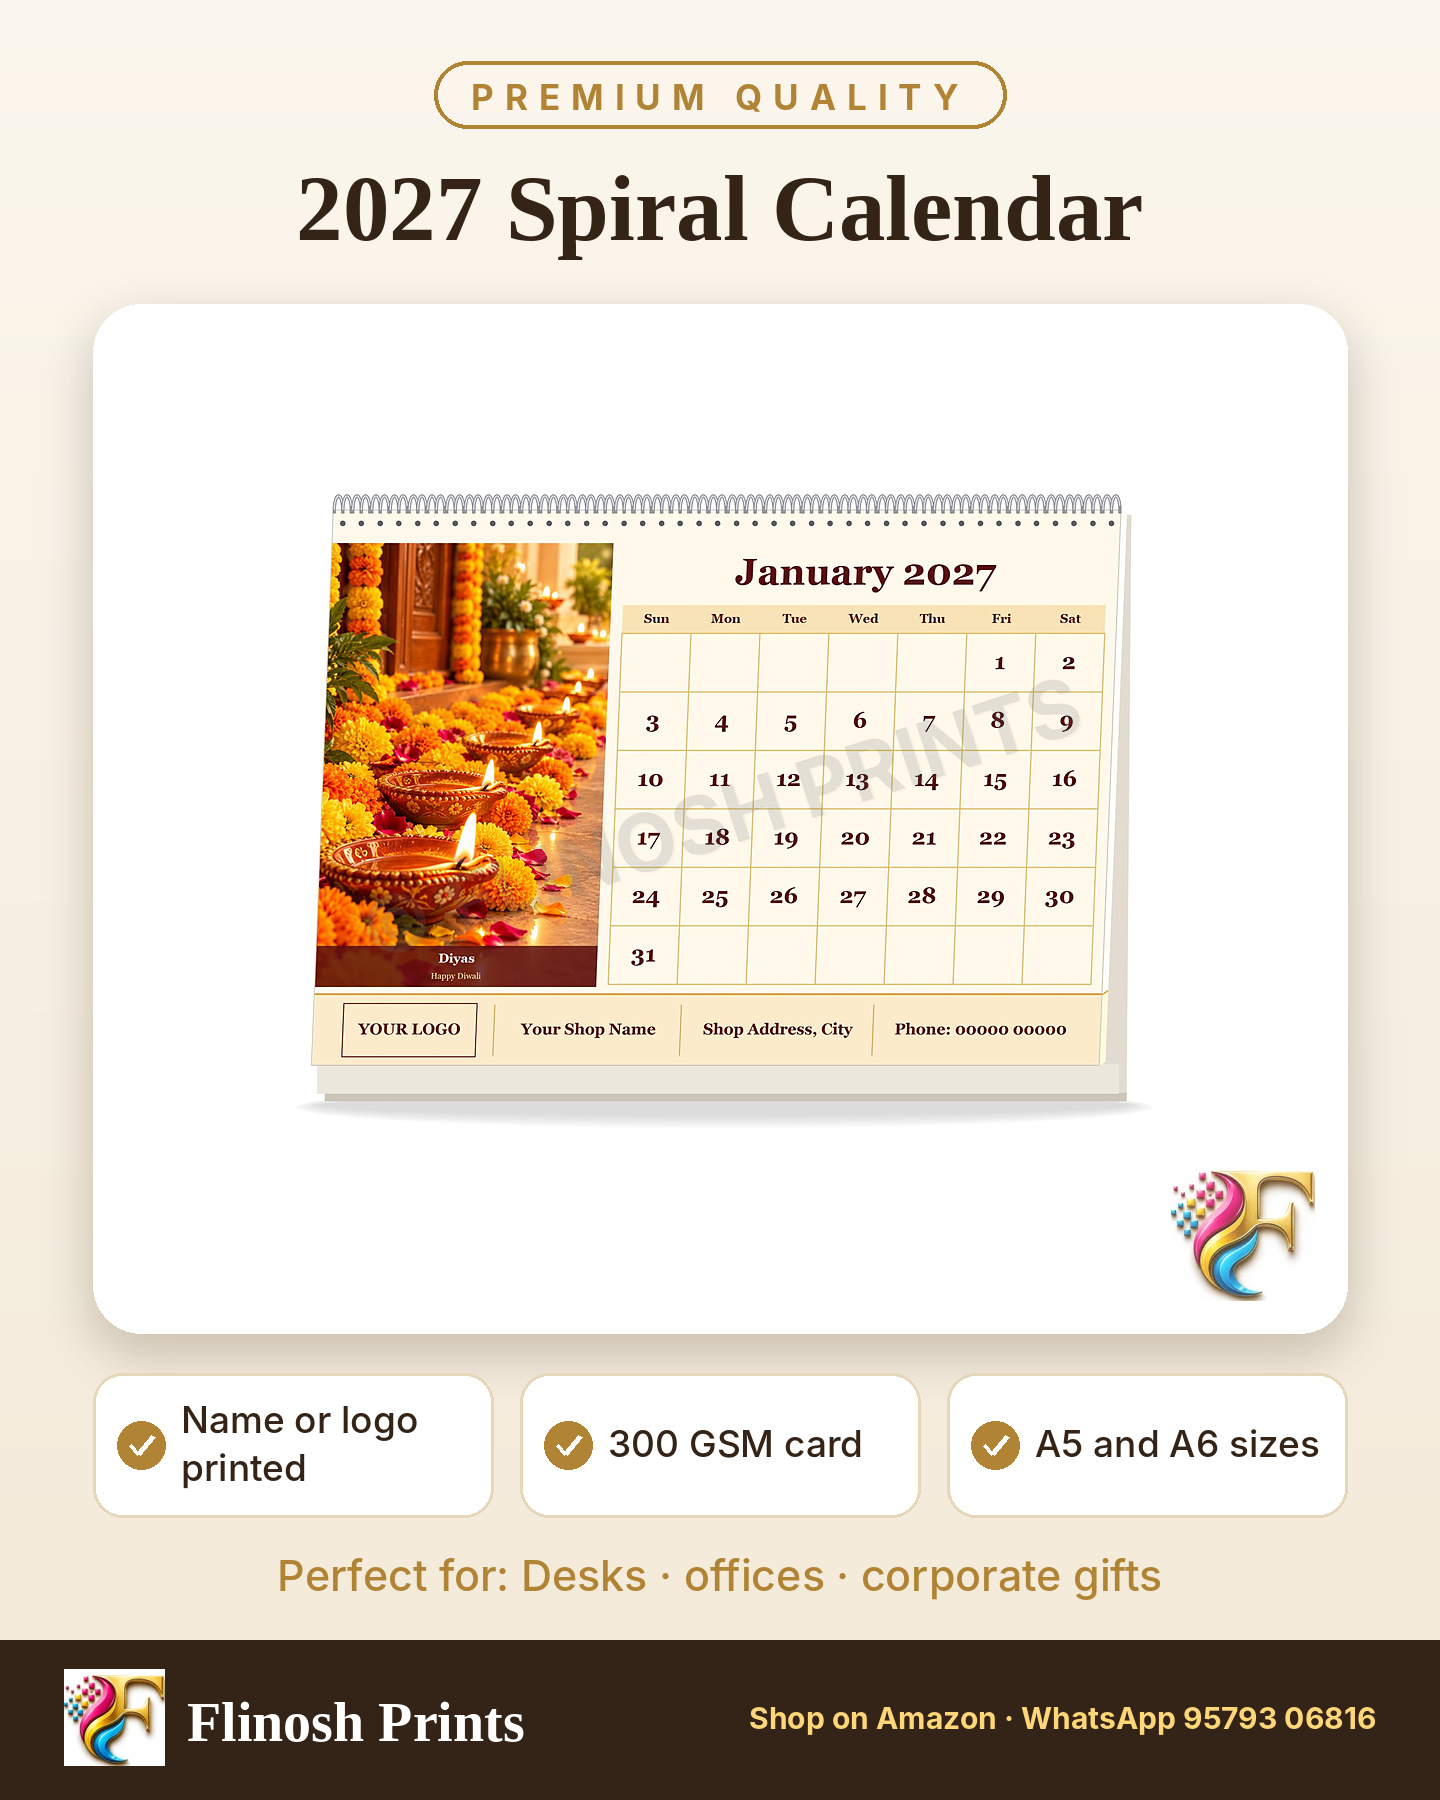 PREMIUM QUALITY
2027 Spiral Calendar
January 2027
Sun Mon Tue Wed Thu Fri Sat
1 2
3 4 5 6 7 8 9
10 11 12 13 14 15 16
17 18 19 20 21 22 23
24 25 26 27 28 29 30
31
NOSH PRINTS
Diyas
Happy Diwali
YOUR LOGO Your Shop Name Shop Address, City Phone: 00000 00000
F
Name or logo
printed
300 GSM card
A5 and A6 sizes
Perfect for: Desks · offices · corporate gifts
F
Flinosh Prints
Shop on Amazon · WhatsApp 95793 06816